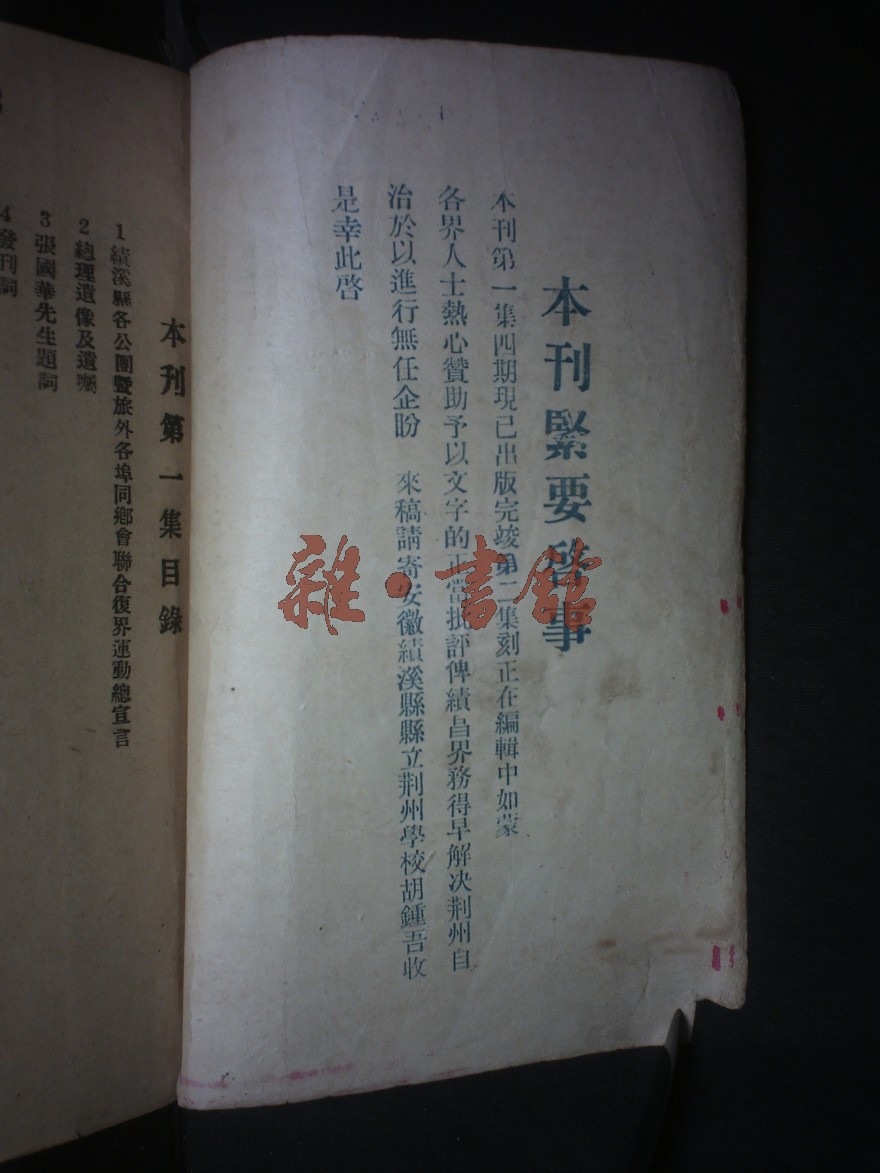 本刊緊要啓事
本刊第一集四期現已出版完竣第二集刻正在編輯中如蒙
各界人士熱心贊助予以文字的正當批評俾績昌界務得早解决荆州自
治於以進行無任企盼　來稿請寄安徽績溪縣縣立荆州學校胡鍾吾收
是幸此啓
本刊第一集目錄
1 績溪縣各公團暨旅外各埠同鄉會聯合復界運動總宣言
2 總理遺像及遺囑
3 張國華先生題詞
4 發刊詞
雜·書館